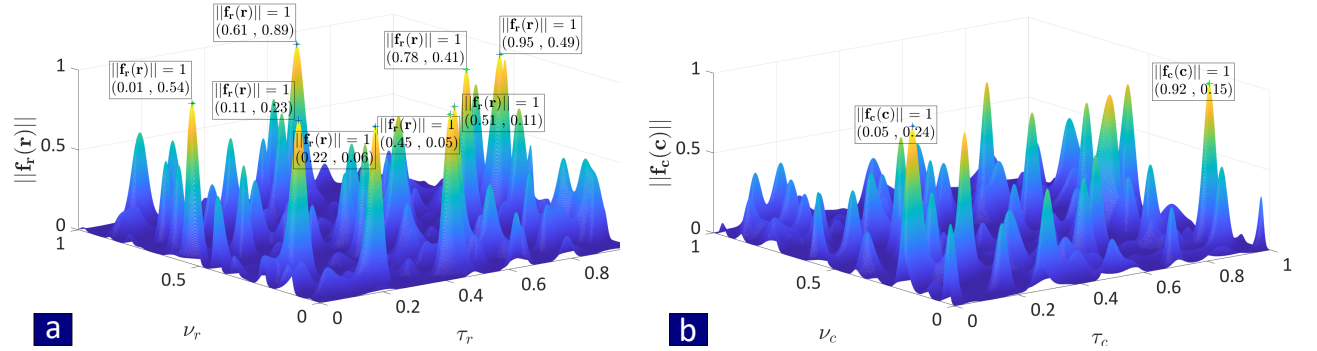 ||f_r(r)|| = 1
(0.61 , 0.89)
||f_r(r)|| = 1
(0.95 , 0.49)
||f_r(r)|| = 1
(0.78 , 0.41)
||f_r(r)|| = 1
(0.01 , 0.54)
||f_r(r)|| = 1
(0.11 , 0.23)
||f_r(r)|| = 1
(0.51 , 0.11)
||f_r(r)|| = 1
(0.45 , 0.05)
||f_r(r)|| = 1
(0.22 , 0.06)
1
0.5
0
||f_r(r)||
1
0.5
0
ν_r
0
0.2
0.4
0.6
0.8
τ_r
a
||f_c(c)|| = 1
(0.92 , 0.15)
||f_c(c)|| = 1
(0.05 , 0.24)
1
0.5
0
||f_c(c)||
1
0.5
0
ν_c
0
0.2
0.4
0.6
0.8
1
τ_c
b